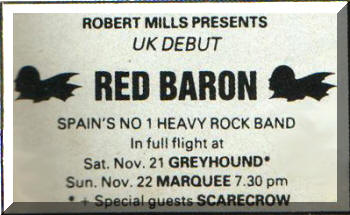 ROBERT MILLS PRESENTS
UK DEBUT
RED BARON
SPAIN'S NO 1 HEAVY ROCK BAND
In full flight at
Sat. Nov. 21 GREYHOUND*
Sun. Nov. 22 MARQUEE 7.30 pm
* + Special guests SCARECROW